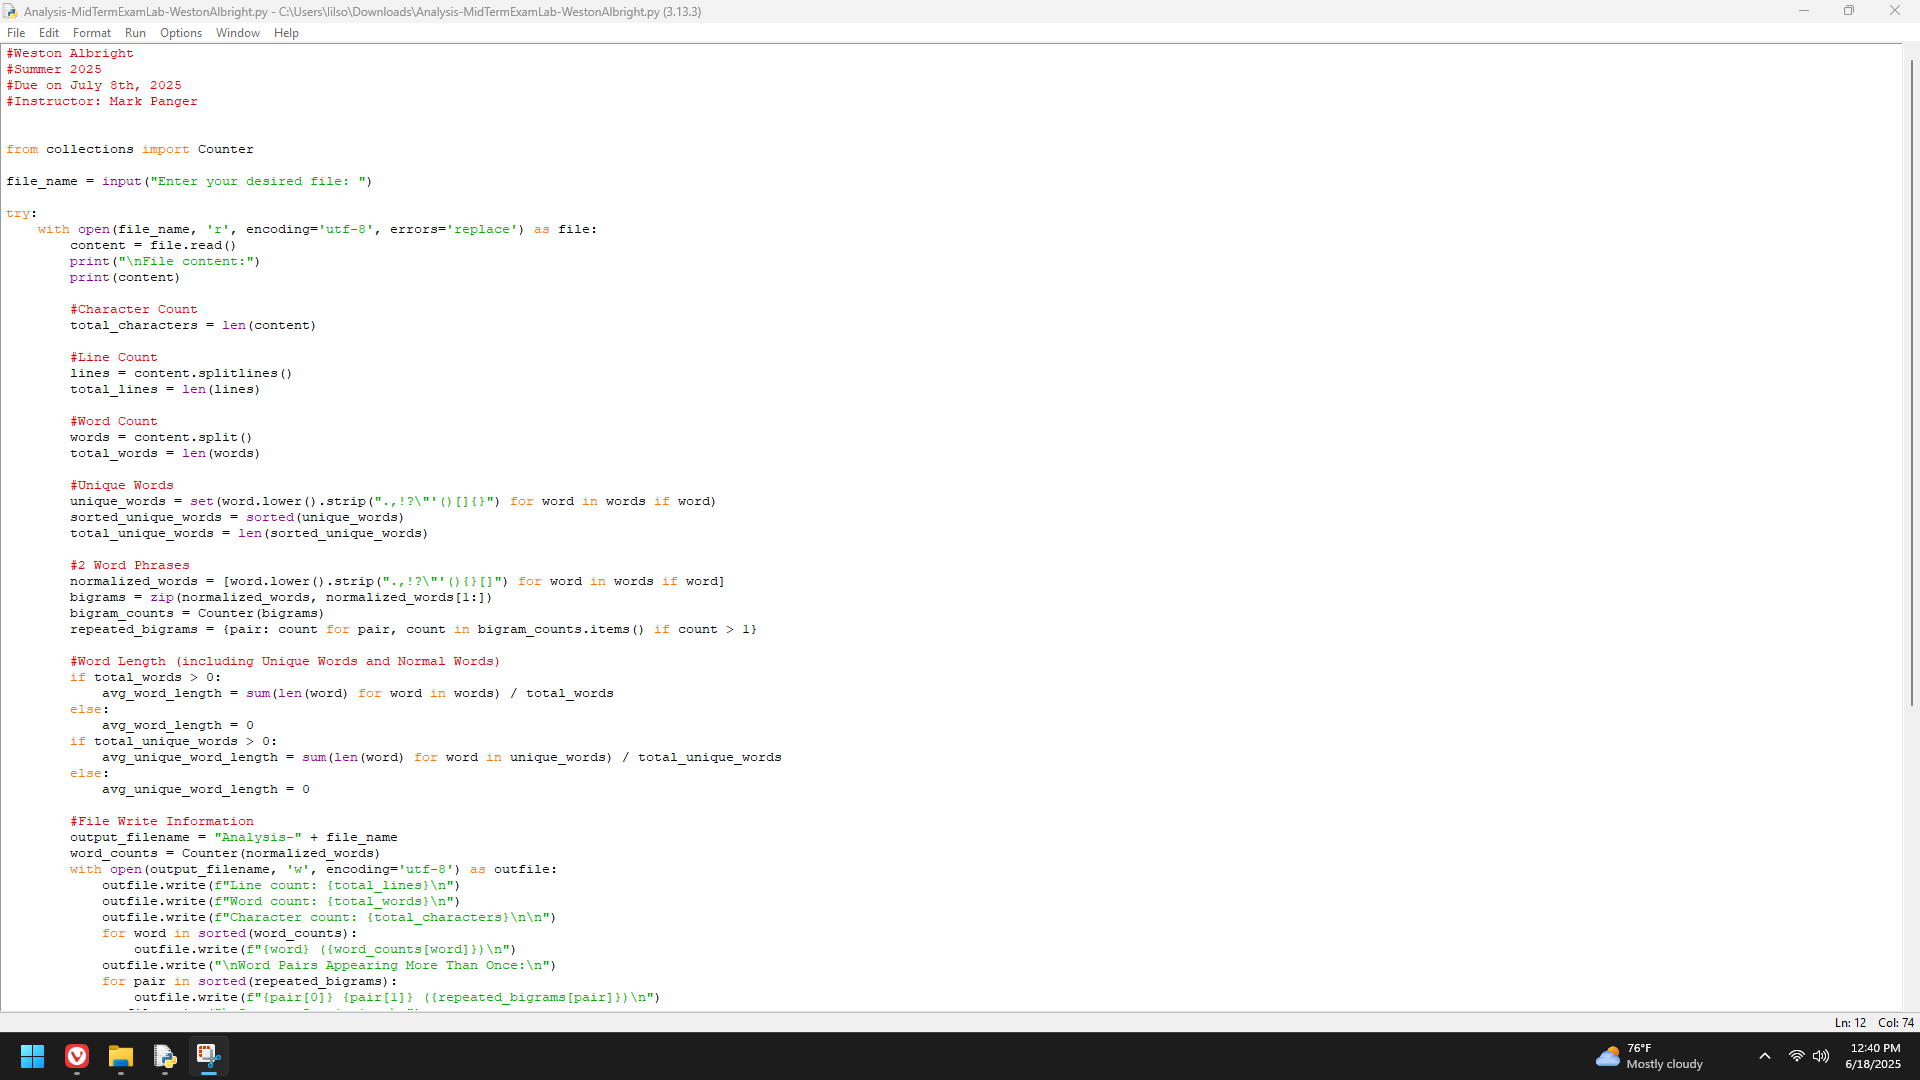 Analysis-MidTermExamLab-WestonAlbright.py - C:\Users\lilso\Downloads\Analysis-MidTermExamLab-WestonAlbright.py (3.13.3)
File Edit Format Run Options Window Help
#Weston Albright
#Summer 2025
#Due on July 8th, 2025
#Instructor: Mark Panger
from collections import Counter
file_name = input("Enter your desired file: ")
try:
    with open(file_name, 'r', encoding='utf-8', errors='replace') as file:
        content = file.read()
        print("\nFile content:")
        print(content)
        #Character Count
        total_characters = len(content)
        #Line Count
        lines = content.splitlines()
        total_lines = len(lines)
        #Word Count
        words = content.split()
        total_words = len(words)
        #Unique Words
        unique_words = set(word.lower().strip(".,!?\"'()[]{}") for word in words if word)
        sorted_unique_words = sorted(unique_words)
        total_unique_words = len(sorted_unique_words)
        #2 Word Phrases
        normalized_words = [word.lower().strip(".,!?\"'(){}[]") for word in words if word]
        bigrams = zip(normalized_words, normalized_words[1:])
        bigram_counts = Counter(bigrams)
        repeated_bigrams = {pair: count for pair, count in bigram_counts.items() if count > 1}
        #Word Length (including Unique Words and Normal Words)
        if total_words > 0:
            avg_word_length = sum(len(word) for word in words) / total_words
        else:
            avg_word_length = 0
        if total_unique_words > 0:
            avg_unique_word_length = sum(len(word) for word in unique_words) / total_unique_words
        else:
            avg_unique_word_length = 0
        #File Write Information
        output_filename = "Analysis-" + file_name
        word_counts = Counter(normalized_words)
        with open(output_filename, 'w', encoding='utf-8') as outfile:
            outfile.write(f"Line count: {total_lines}\n")
            outfile.write(f"Word count: {total_words}\n")
            outfile.write(f"Character count: {total_characters}\n\n")
            for word in sorted(word_counts):
                outfile.write(f"{word} ({word_counts[word]})\n")
            outfile.write("\nWord Pairs Appearing More Than Once:\n")
            for pair in sorted(repeated_bigrams):
                outfile.write(f"{pair[0]} {pair[1]} ({repeated_bigrams[pair]})\n")
Ln: 12 Col: 74
76°F
Mostly cloudy
12:40 PM
6/18/2025